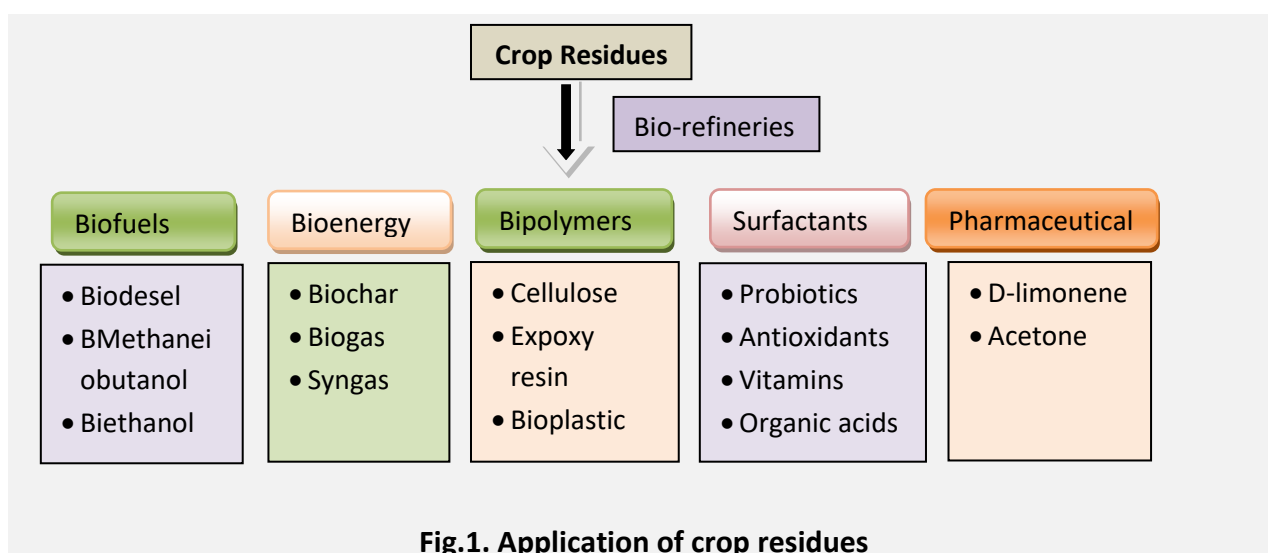 Crop Residues
Bio-refineries
Biofuels
• Biodesel
• BMethanei
obutanol
• Biethanol
Bioenergy
• Biochar
• Biogas
• Syngas
Bipolymers
• Cellulose
• Expoxy
resin
• Bioplastic
Surfactants
• Probiotics
• Antioxidants
• Vitamins
• Organic acids
Pharmaceutical
• D-limonene
• Acetone
Fig.1. Application of crop residues